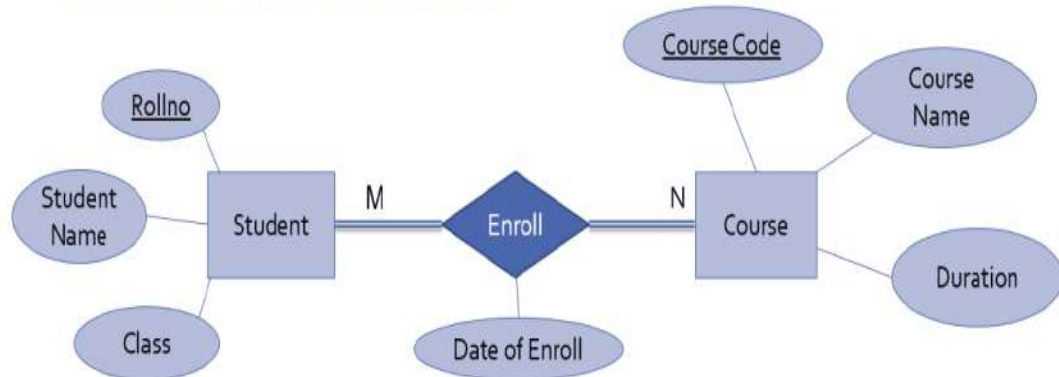 Rollno
Student
Name
Class
Student
M
Enroll
Date of Enroll
N
Course
Course Code
Course
Name
Duration